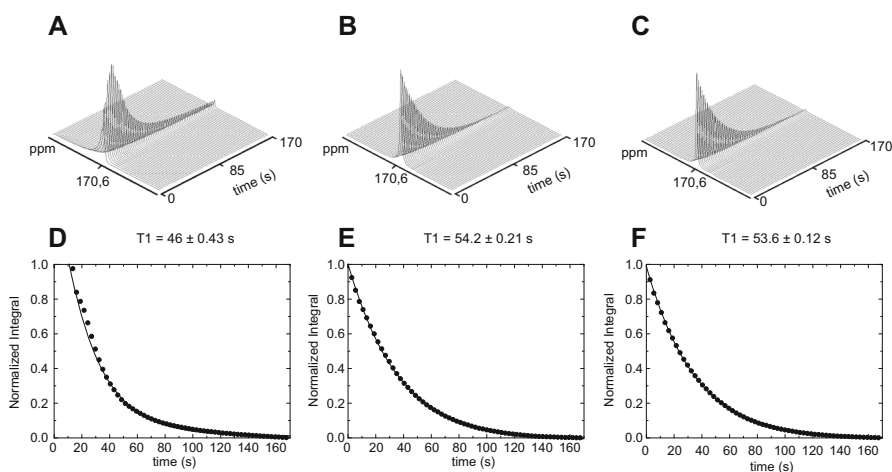 A
B
C
ppm
170,6
0
85
170
time (s)
ppm
170,6
0
85
170
time (s)
ppm
170,6
0
85
170
time (s)
D
T1 = 46 ± 0.43 s
E
T1 = 54.2 ± 0.21 s
F
T1 = 53.6 ± 0.12 s
Normalized Integral
1.0
0.8
0.6
0.4
0.2
0.0
0 20 40 60 80 100 120 140 160
time (s)
Normalized Integral
1.0
0.8
0.6
0.4
0.2
0.0
0 20 40 60 80 100 120 140 160
time (s)
Normalized Integral
1.0
0.8
0.6
0.4
0.2
0.0
0 20 40 60 80 100 120 140 160
time (s)